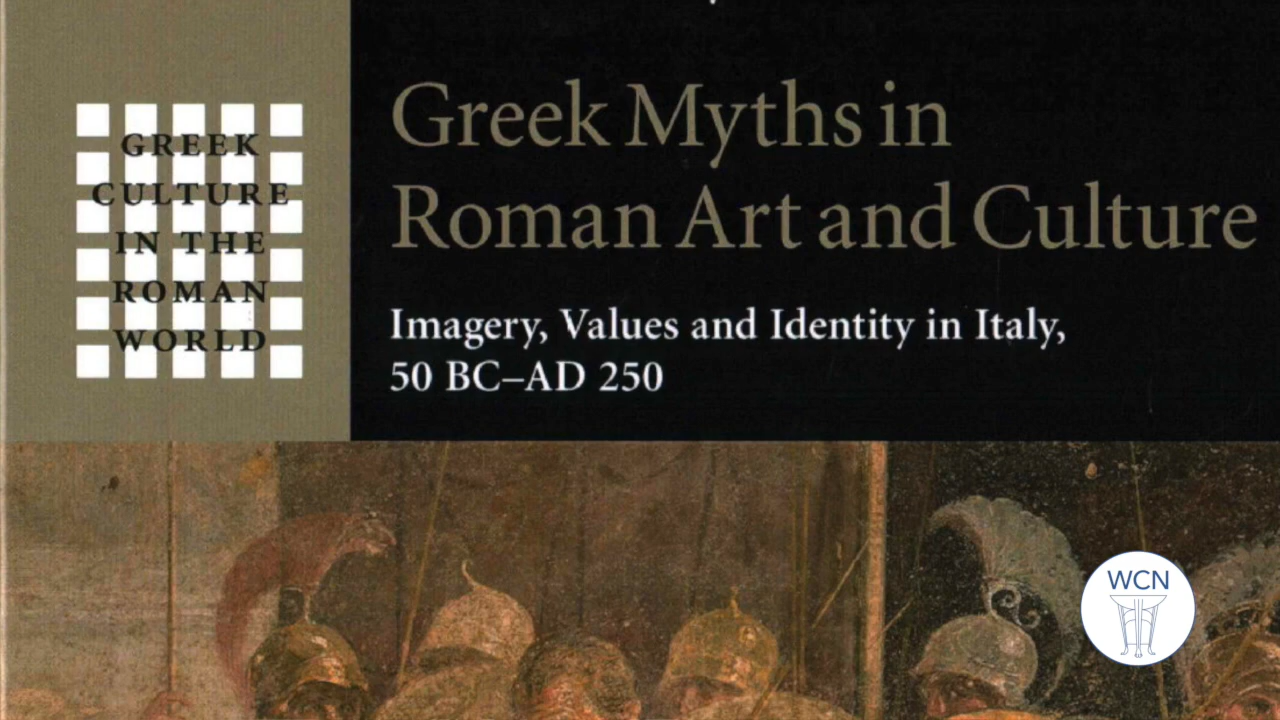 GREEK
CULTURE
IN THE
ROMAN
WORLD
Greek Myths in
Roman Art and Culture
Imagery, Values and Identity in Italy,
50 BC–AD 250
WCN